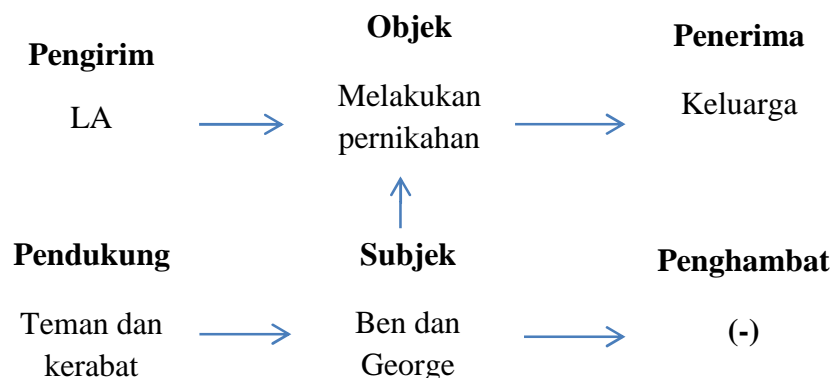 Pengirim
Objek
Penerima
LA
Melakukan
pernikahan
Keluarga
Pendukung
Subjek
Penghambat
Teman dan
kerabat
Ben dan
George
(-)